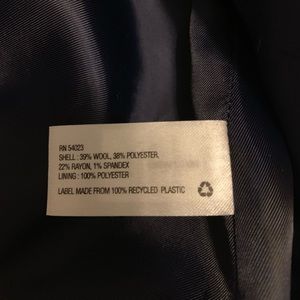 RN 54023
SHELL : 39% WOOL, 38% POLYESTER,
22% RAYON, 1% SPANDEX
LINING : 100% POLYESTER
LABEL MADE FROM 100% RECYCLED PLASTIC